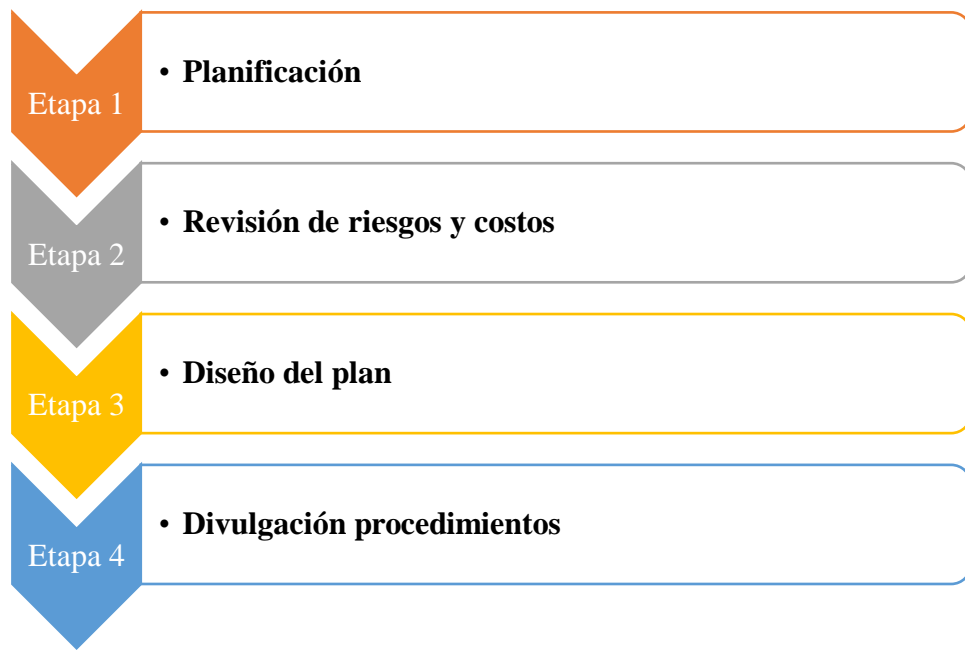 Etapa 1
• Planificación
Etapa 2
• Revisión de riesgos y costos
Etapa 3
• Diseño del plan
Etapa 4
• Divulgación procedimientos